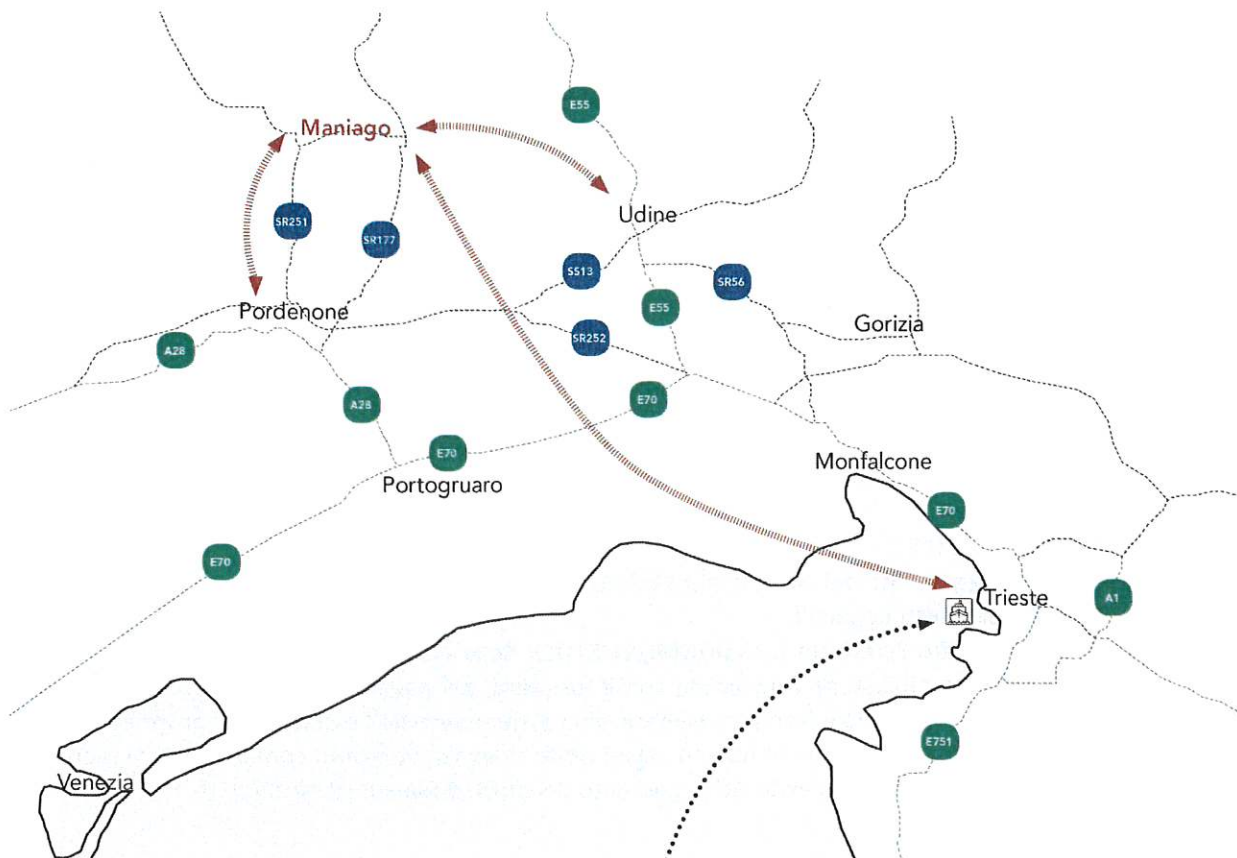 E55
Maniago
SR251
Udine
SR177
SS13
SR56
Pordenone
E55
Gorizia
SR252
A28
E70
A28
Monfalcone
E70
Portogruaro
E70
E70
Trieste
A1
E751
Venezia